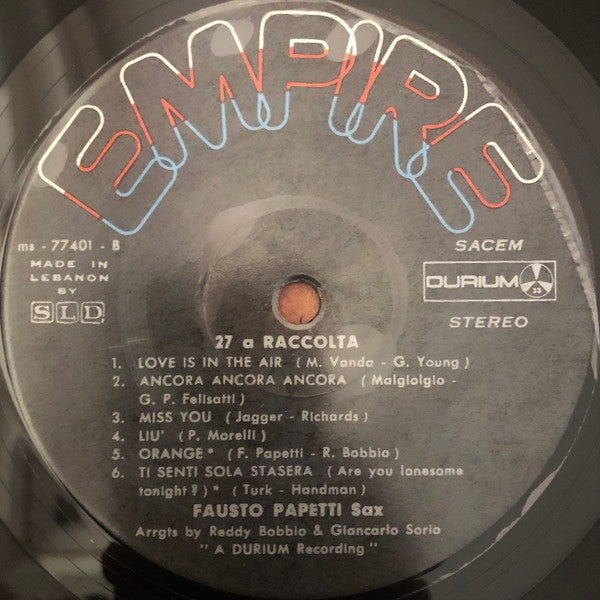 EMPIRE
ms - 77401 - B
MADE IN
LEBANON
BY
SLD
SACEM
DURIUM
33
STEREO
27 a RACCOLTA
1. LOVE IS IN THE AIR ( M. Vanda - G. Young )
2. ANCORA ANCORA ANCORA ( Malgiolgio -
G. P. Felisatti )
3. MISS YOU ( Jagger - Richards )
4. LIU' ( P. Morelli )
5. ORANGE * ( F. Papetti - R. Bobbio )
6. TI SENTI SOLA STASERA ( Are you lonesome
tonight ? ) * ( Turk - Handman )
FAUSTO PAPETTI Sax
Arrgts by Reddy Bobbio & Giancarlo Sorio
" A DURIUM Recording "